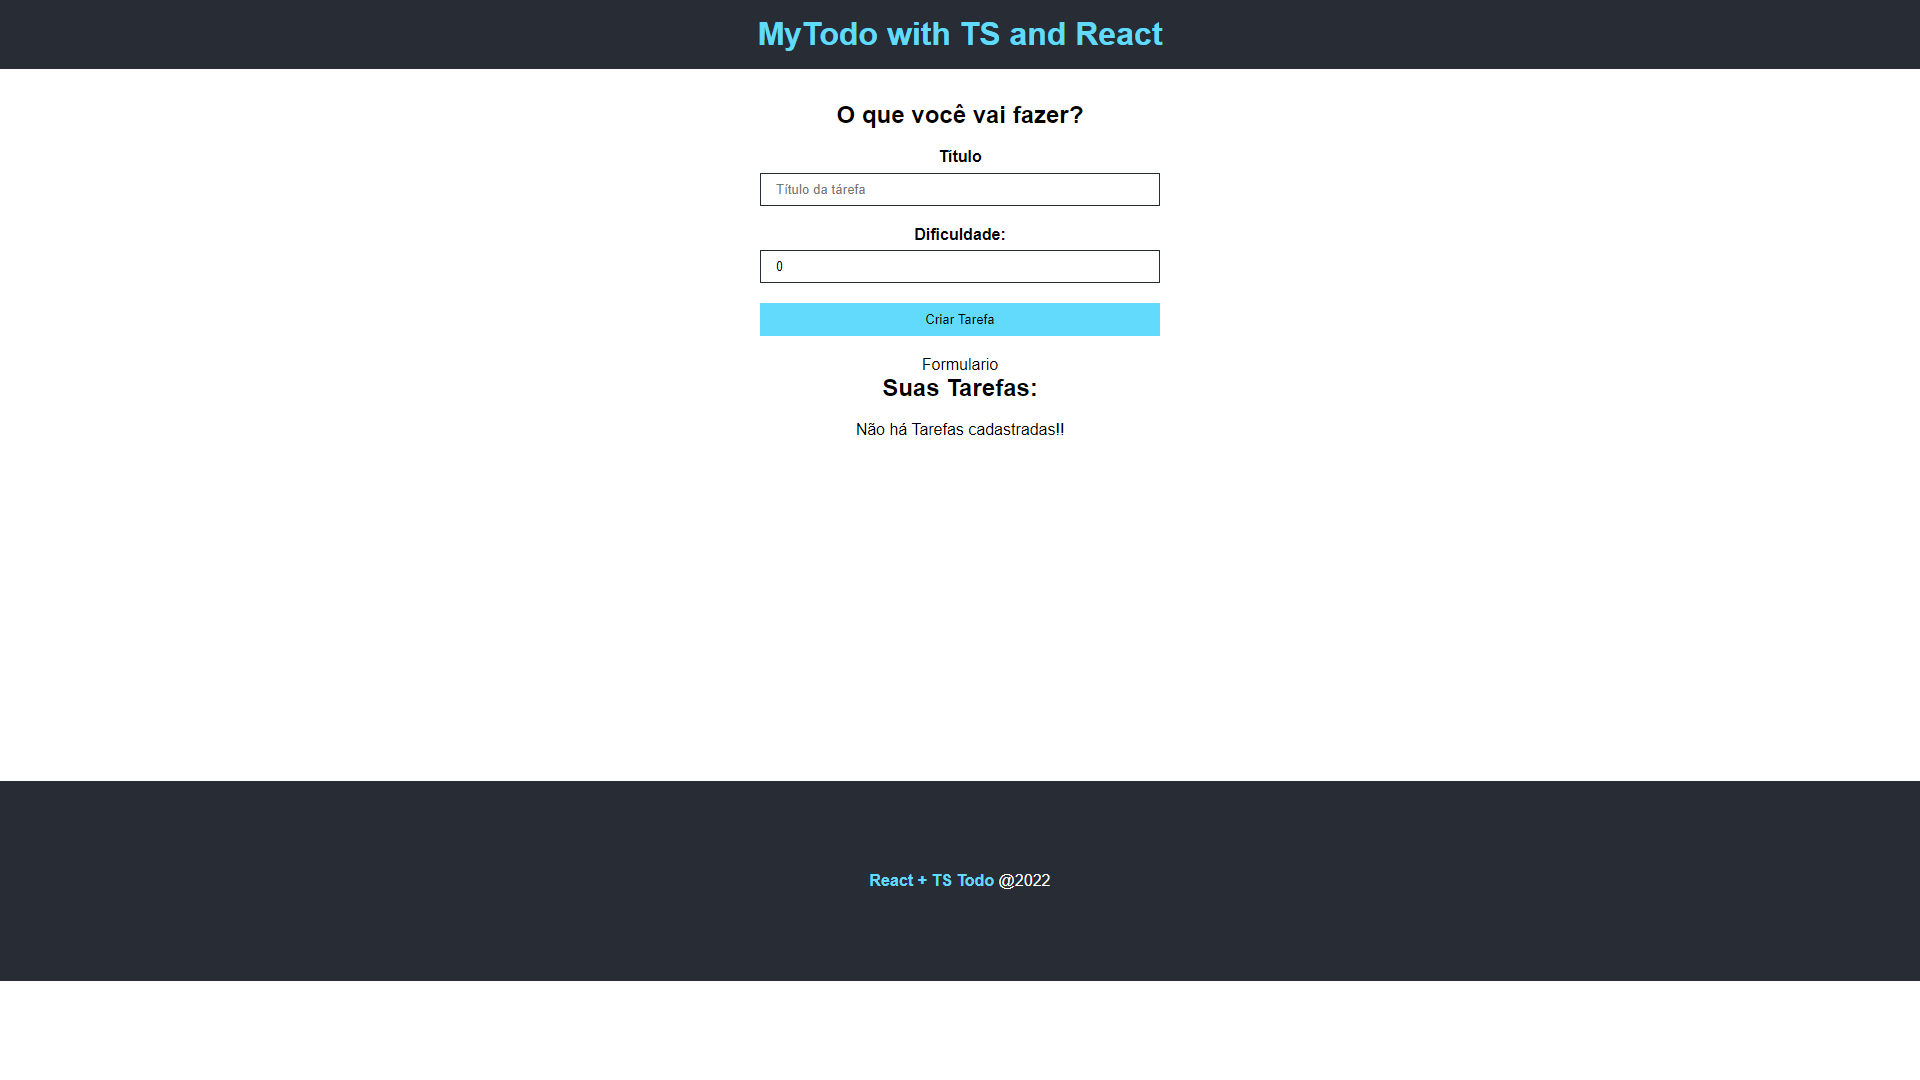 MyTodo with TS and React
O que você vai fazer?
Título
Título da tárefa
Dificuldade:
0
Criar Tarefa
Formulario
Suas Tarefas:
Não há Tarefas cadastradas!!
React + TS Todo @2022